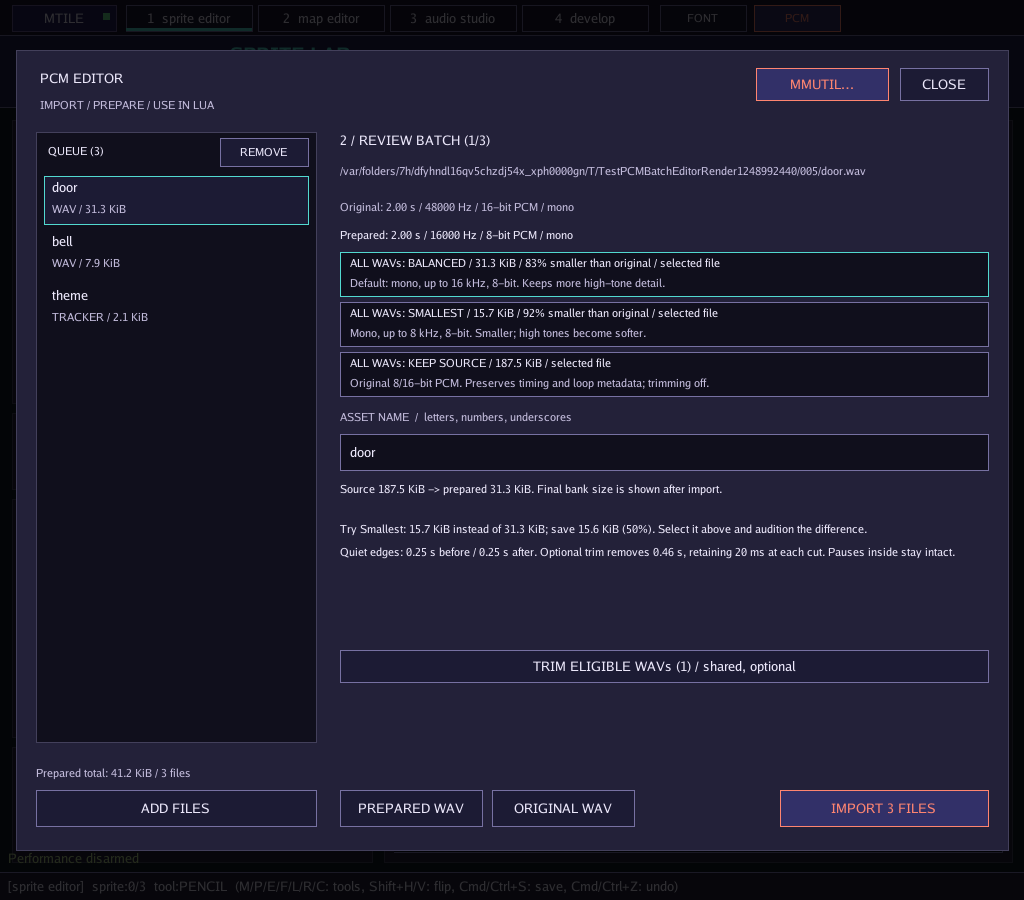 MTILE
1 sprite editor
2 map editor
3 audio studio
4 develop
FONT
PCM
PCM EDITOR
IMPORT / PREPARE / USE IN LUA
MMUTIL...
CLOSE
QUEUE (3)
REMOVE
door
WAV / 31.3 KiB
bell
WAV / 7.9 KiB
theme
TRACKER / 2.1 KiB
2 / REVIEW BATCH (1/3)
/var/folders/7h/dfyhndl16qv5chzdj54x_xph0000gn/T/TestPCMBatchEditorRender1248992440/005/door.wav
Original: 2.00 s / 48000 Hz / 16-bit PCM / mono
Prepared: 2.00 s / 16000 Hz / 8-bit PCM / mono
ALL WAVs: BALANCED / 31.3 KiB / 83% smaller than original / selected file
Default: mono, up to 16 kHz, 8-bit. Keeps more high-tone detail.
ALL WAVs: SMALLEST / 15.7 KiB / 92% smaller than original / selected file
Mono, up to 8 kHz, 8-bit. Smaller; high tones become softer.
ALL WAVs: KEEP SOURCE / 187.5 KiB / selected file
Original 8/16-bit PCM. Preserves timing and loop metadata; trimming off.
ASSET NAME / letters, numbers, underscores
door
Source 187.5 KiB -> prepared 31.3 KiB. Final bank size is shown after import.
Try Smallest: 15.7 KiB instead of 31.3 KiB; save 15.6 KiB (50%). Select it above and audition the difference.
Quiet edges: 0.25 s before / 0.25 s after. Optional trim removes 0.46 s, retaining 20 ms at each cut. Pauses inside stay intact.
TRIM ELIGIBLE WAVs (1) / shared, optional
Prepared total: 41.2 KiB / 3 files
ADD FILES
PREPARED WAV
ORIGINAL WAV
IMPORT 3 FILES
Performance disarmed
[sprite editor] sprite:0/3 tool:PENCIL (M/P/E/F/L/R/C: tools, Shift+H/V: flip, Cmd/Ctrl+S: save, Cmd/Ctrl+Z: undo)